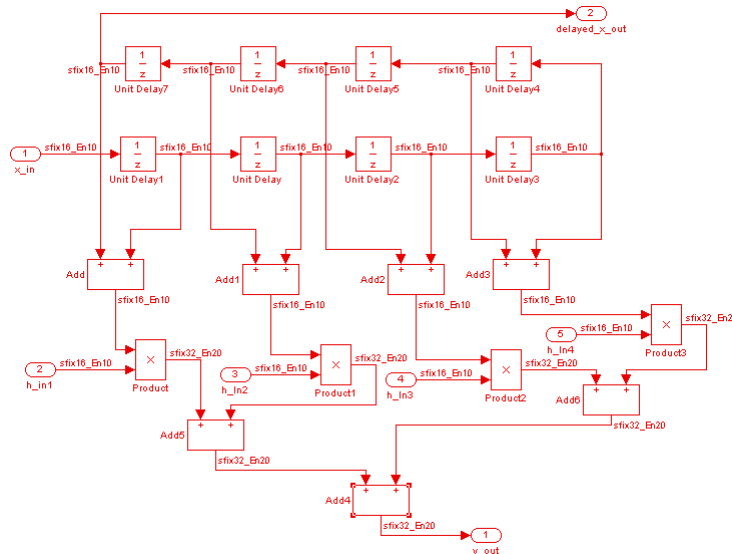 2
delayed_x_out
1
z
1
z
1
z
1
z
sfix16_En10
sfix16_En10
sfix16_En10
sfix16_En10
Unit Delay7
Unit Delay6
Unit Delay5
Unit Delay4
sfix16_En10
sfix16_En10
sfix16_En10
sfix16_En10
sfix16_En10
1
1
z
1
z
1
z
1
z
x_in
Unit Delay1
Unit Delay
Unit Delay2
Unit Delay3
+ +
+ +
+ +
+ +
Add
Add1
Add2
Add3
sfix16_En10
sfix16_En10
sfix16_En10
sfix16_En10
×
sfix32_En2
5
sfix16_En10
h_In4
Product3
2
sfix16_En10
×
sfix32_En20
h_in1
Product
3
sfix16_En10
×
sfix32_En20
h_In2
Product1
4
sfix16_En10
×
sfix32_En20
h_In3
Product2
+ +
Add6
sfix32_En20
+ +
Add5
sfix32_En20
+ +
Add4
sfix32_En20
1
y_out